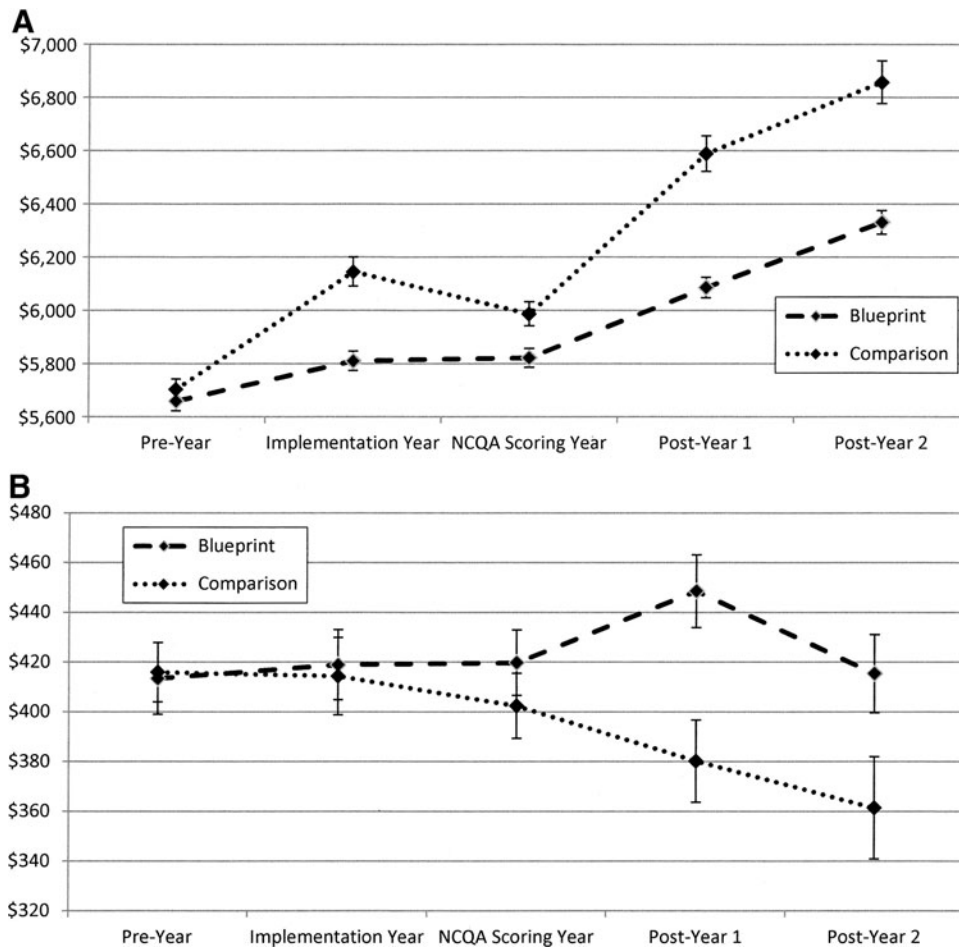 A
$7,000
$6,800
$6,600
$6,400
$6,200
$6,000
$5,800
$5,600
Blueprint
Comparison
Pre-Year Implementation Year NCQA Scoring Year Post-Year 1 Post-Year 2
B
$480
$460
$440
$420
$400
$380
$360
$340
$320
Blueprint
Comparison
Pre-Year Implementation Year NCQA Scoring Year Post-Year 1 Post-Year 2